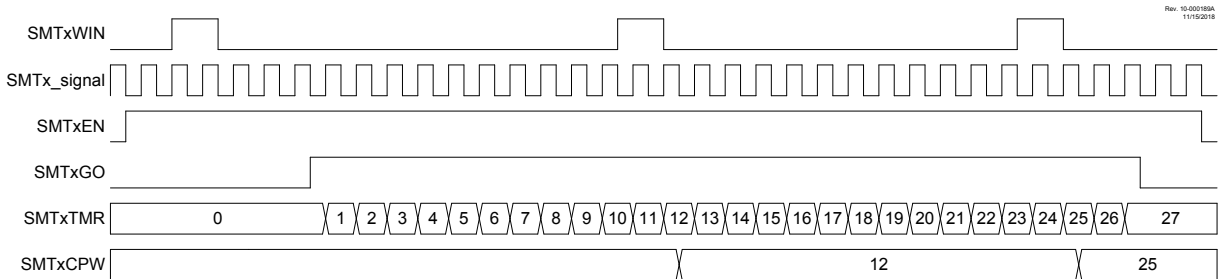 Rev. 10-000189A
11/15/2018
SMTxWIN
SMTx_signal
SMTxEN
SMTxGO
SMTxTMR 0 1 2 3 4 5 6 7 8 9 10 11 12 13 14 15 16 17 18 19 20 21 22 23 24 25 26 27
SMTxCPW 12 25